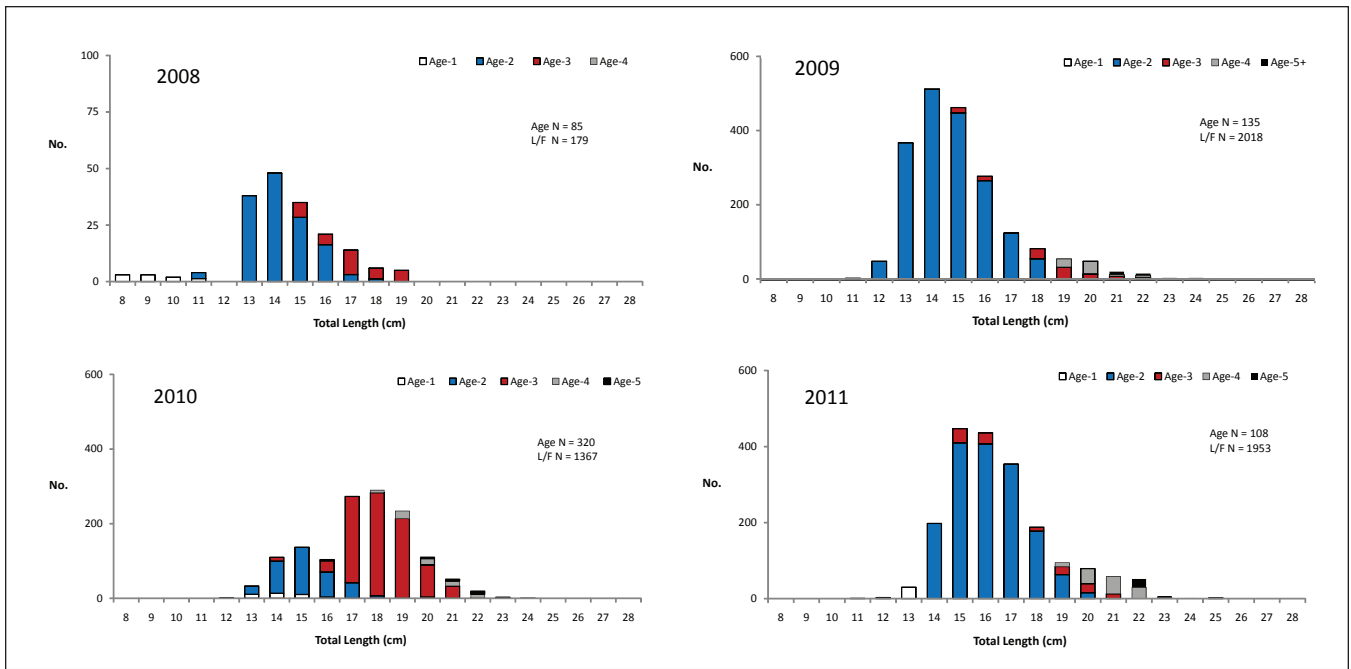 100 Age-1 Age-2 Age-3 Age-4
2008
75
Age N = 85
L/F N = 179
No.
50
25
0
8 9 10 11 12 13 14 15 16 17 18 19 20 21 22 23 24 25 26 27 28
Total Length (cm)
600 Age-1 Age-2 Age-3 Age-4 Age-5+
2009
Age N = 135
L/F N = 2018
400
No.
200
0
8 9 10 11 12 13 14 15 16 17 18 19 20 21 22 23 24 25 26 27 28
Total Length (cm)
600 Age-1 Age-2 Age-3 Age-4 Age-5
2010
Age N = 320
L/F N = 1367
400
No.
200
0
8 9 10 11 12 13 14 15 16 17 18 19 20 21 22 23 24 25 26 27 28
Total Length (cm)
600 Age-1 Age-2 Age-3 Age-4 Age-5
2011
Age N = 108
L/F N = 1953
400
No.
200
0
8 9 10 11 12 13 14 15 16 17 18 19 20 21 22 23 24 25 26 27 28
Total Length (cm)